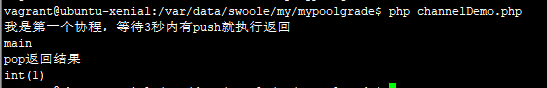 vagrant@ubuntu-xenial:/var/data/swoole/my/mypoolgrade$ php channelDemo.php
我是第一个协程，等待3秒内有push就执行返回
main
pop返回结果
int(1)